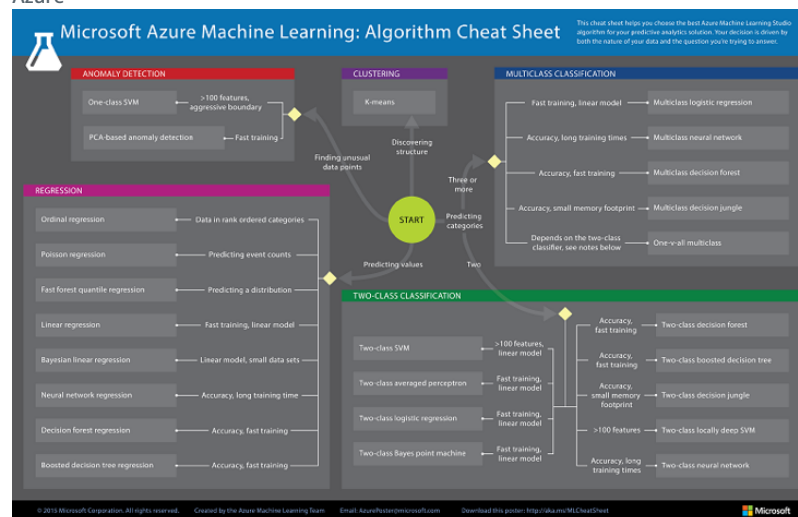 Azure
Microsoft Azure Machine Learning: Algorithm Cheat Sheet
This cheat sheet helps you choose the best Azure Machine Learning Studio
algorithm for your predictive analytics solution. Your decision is driven by
both the nature of your data and the question you're trying to answer.
ANOMALY DETECTION
One-class SVM
>100 features,
aggressive boundary
PCA-based anomaly detection
Fast training
CLUSTERING
K-means
MULTICLASS CLASSIFICATION
Fast training, linear model
Multiclass logistic regression
Accuracy, long training times
Multiclass neural network
Accuracy, fast training
Multiclass decision forest
Accuracy, small memory footprint
Multiclass decision jungle
Depends on the two-class
classifier, see notes below
One-v-all multiclass
Finding unusual
data points
Discovering
structure
Three or
more
START
Predicting
categories
Predicting values
Two
REGRESSION
Ordinal regression
Data in rank ordered categories
Poisson regression
Predicting event counts
Fast forest quantile regression
Predicting a distribution
Linear regression
Fast training, linear model
Bayesian linear regression
Linear model, small data sets
Neural network regression
Accuracy, long training time
Decision forest regression
Accuracy, fast training
Boosted decision tree regression
Accuracy, fast training
TWO-CLASS CLASSIFICATION
Two-class SVM
>100 features,
linear model
Two-class averaged perceptron
Fast training,
linear model
Two-class logistic regression
Fast training,
linear model
Two-class Bayes point machine
Fast training,
linear model
Accuracy,
fast training
Two-class decision forest
Accuracy,
fast training
Two-class boosted decision tree
Accuracy,
small memory
footprint
Two-class decision jungle
>100 features
Two-class locally deep SVM
Accuracy, long
training times
Two-class neural network
© 2015 Microsoft Corporation. All rights reserved.
Created by the Azure Machine Learning Team
Email: AzurePoster@microsoft.com
Download this poster: http://aka.ms/MLCheatSheet
Microsoft